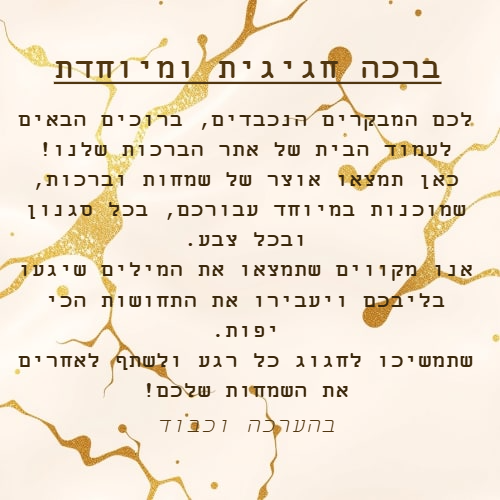 ברכה חגיגית ומיוחדת
לכם המבקרים הנכבדים, ברוכים הבאים
לעמוד הבית של אתר הברכות שלנו!
כאן תמצאו אוצר של שמחות וברכות,
שמוכנות במיוחד עבורכם, בכל סגנון
ובכל צבע.
אנו מקווים שתמצאו את המילים שיגעו
בליבכם ויעבירו את התחושות הכי
יפות.
שתמשיכו לחגוג כל רגע ולשתף לאחרים
את השמחות שלכם!
בהערכה וכבוד